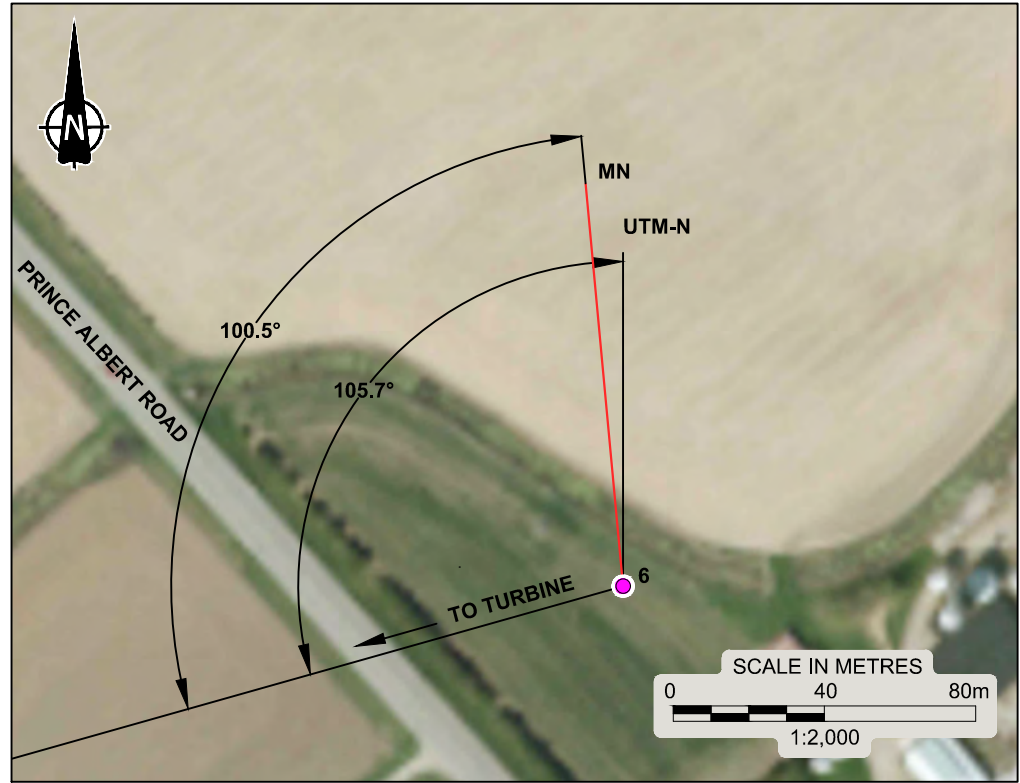 N
MN
UTM-N
PRINCE ALBERT ROAD
100.5°
105.7°
TO TURBINE
6
SCALE IN METRES
0 40 80m
1:2,000